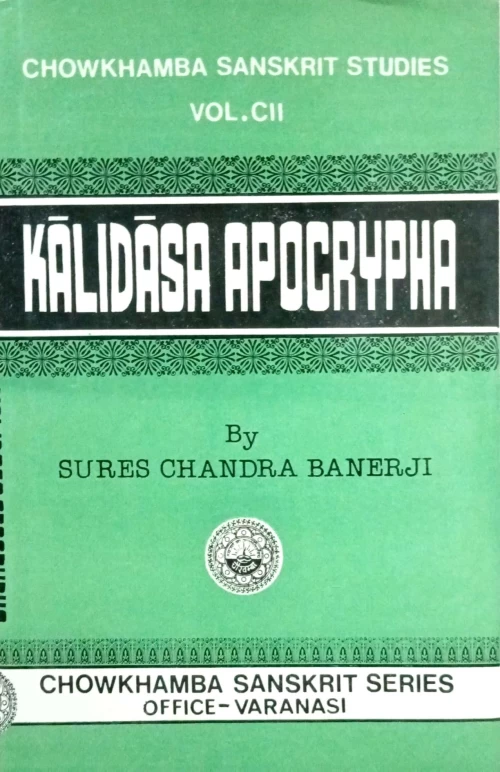 CHOWKHAMBA SANSKRIT STUDIES
VOL.CII
KĀLIDĀSA APOCRYPHA
By
SURES CHANDRA BANERJI
CHOWKHAMBA SANSKRIT SERIES
OFFICE-VARANASI